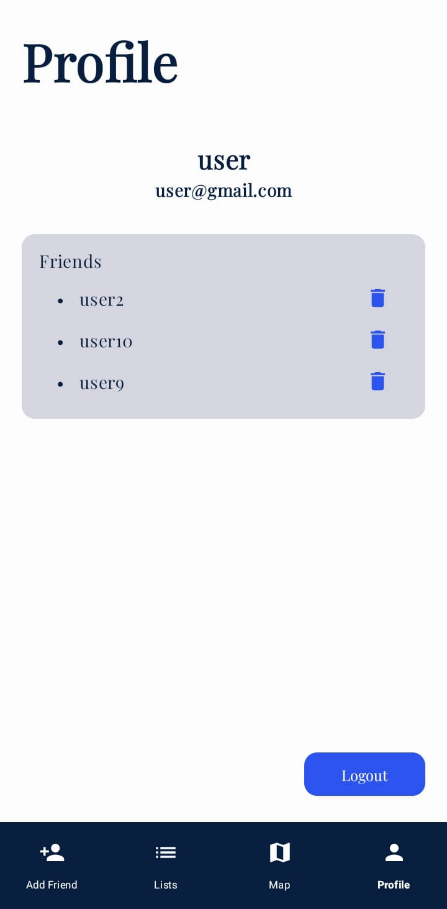 Profile
user
user@gmail.com
Friends
• user2
• user10
• user9
Logout
Add Friend
Lists
Map
Profile